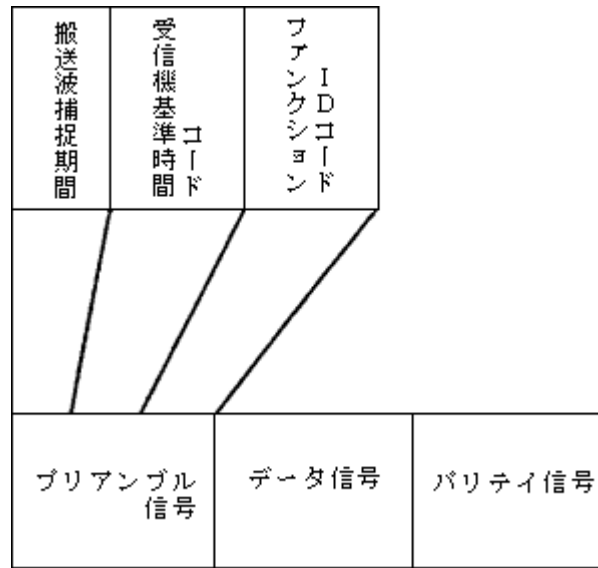 搬送波捕捉期間
受信機基準時間
コード
ファンクション
IDコード
プリアンブル
信号
データ信号
パリティ信号